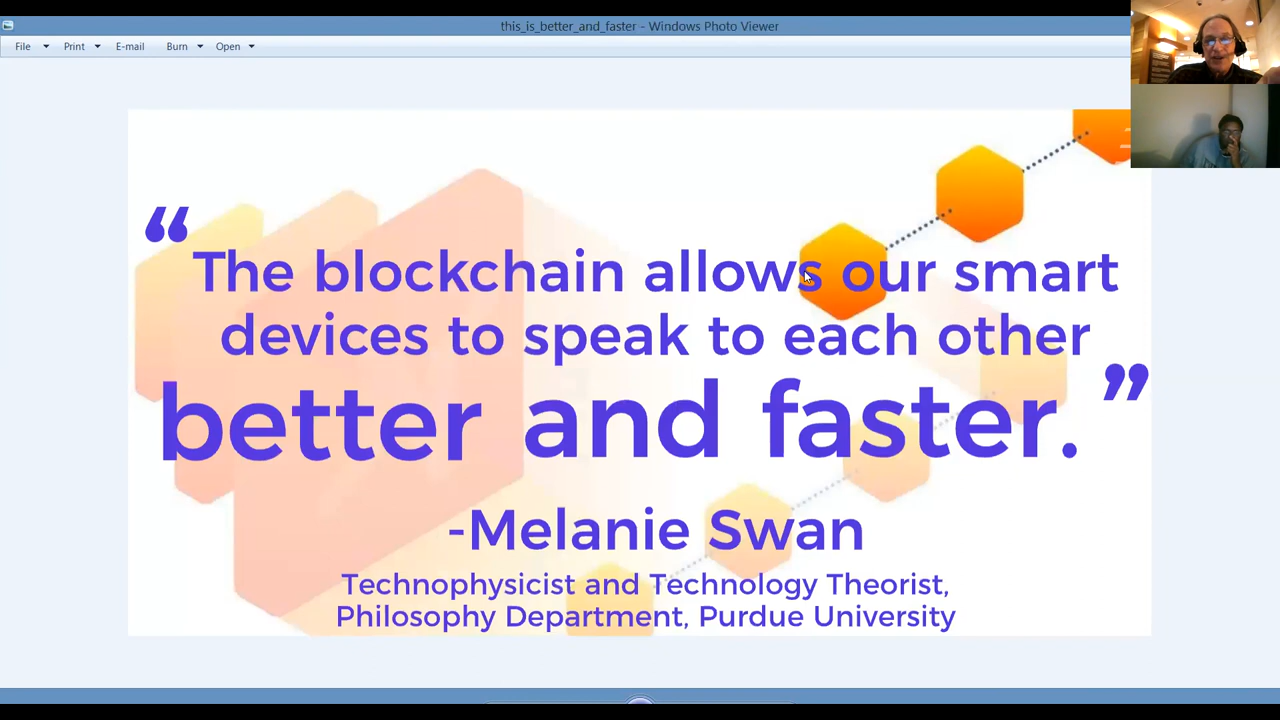 this_is_better_and_faster - Windows Photo Viewer
File Print E-mail Burn Open
“The blockchain allows our smart
devices to speak to each other
better and faster.”
-Melanie Swan
Technophysicist and Technology Theorist,
Philosophy Department, Purdue University